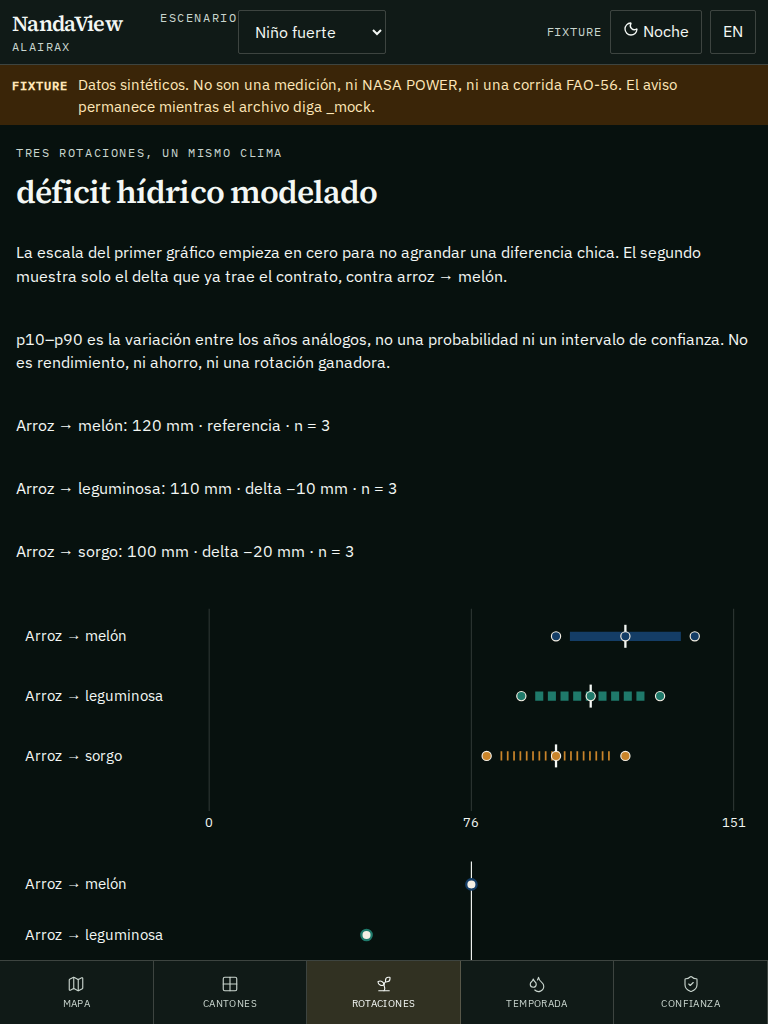 NandaView
ALAIRAX
ESCENARIO
Niño fuerte
FIXTURE
Noche
EN
FIXTURE
Datos sintéticos. No son una medición, ni NASA POWER, ni una corrida FAO-56. El aviso
permanece mientras el archivo diga _mock.
TRES ROTACIONES, UN MISMO CLIMA
déficit hídrico modelado
La escala del primer gráfico empieza en cero para no agrandar una diferencia chica. El segundo
muestra solo el delta que ya trae el contrato, contra arroz → melón.
p10–p90 es la variación entre los años análogos, no una probabilidad ni un intervalo de confianza. No
es rendimiento, ni ahorro, ni una rotación ganadora.
Arroz → melón: 120 mm · referencia · n = 3
Arroz → leguminosa: 110 mm · delta −10 mm · n = 3
Arroz → sorgo: 100 mm · delta −20 mm · n = 3
Arroz → melón
Arroz → leguminosa
Arroz → sorgo
0 76 151
Arroz → melón
Arroz → leguminosa
MAPA
CANTONES
ROTACIONES
TEMPORADA
CONFIANZA